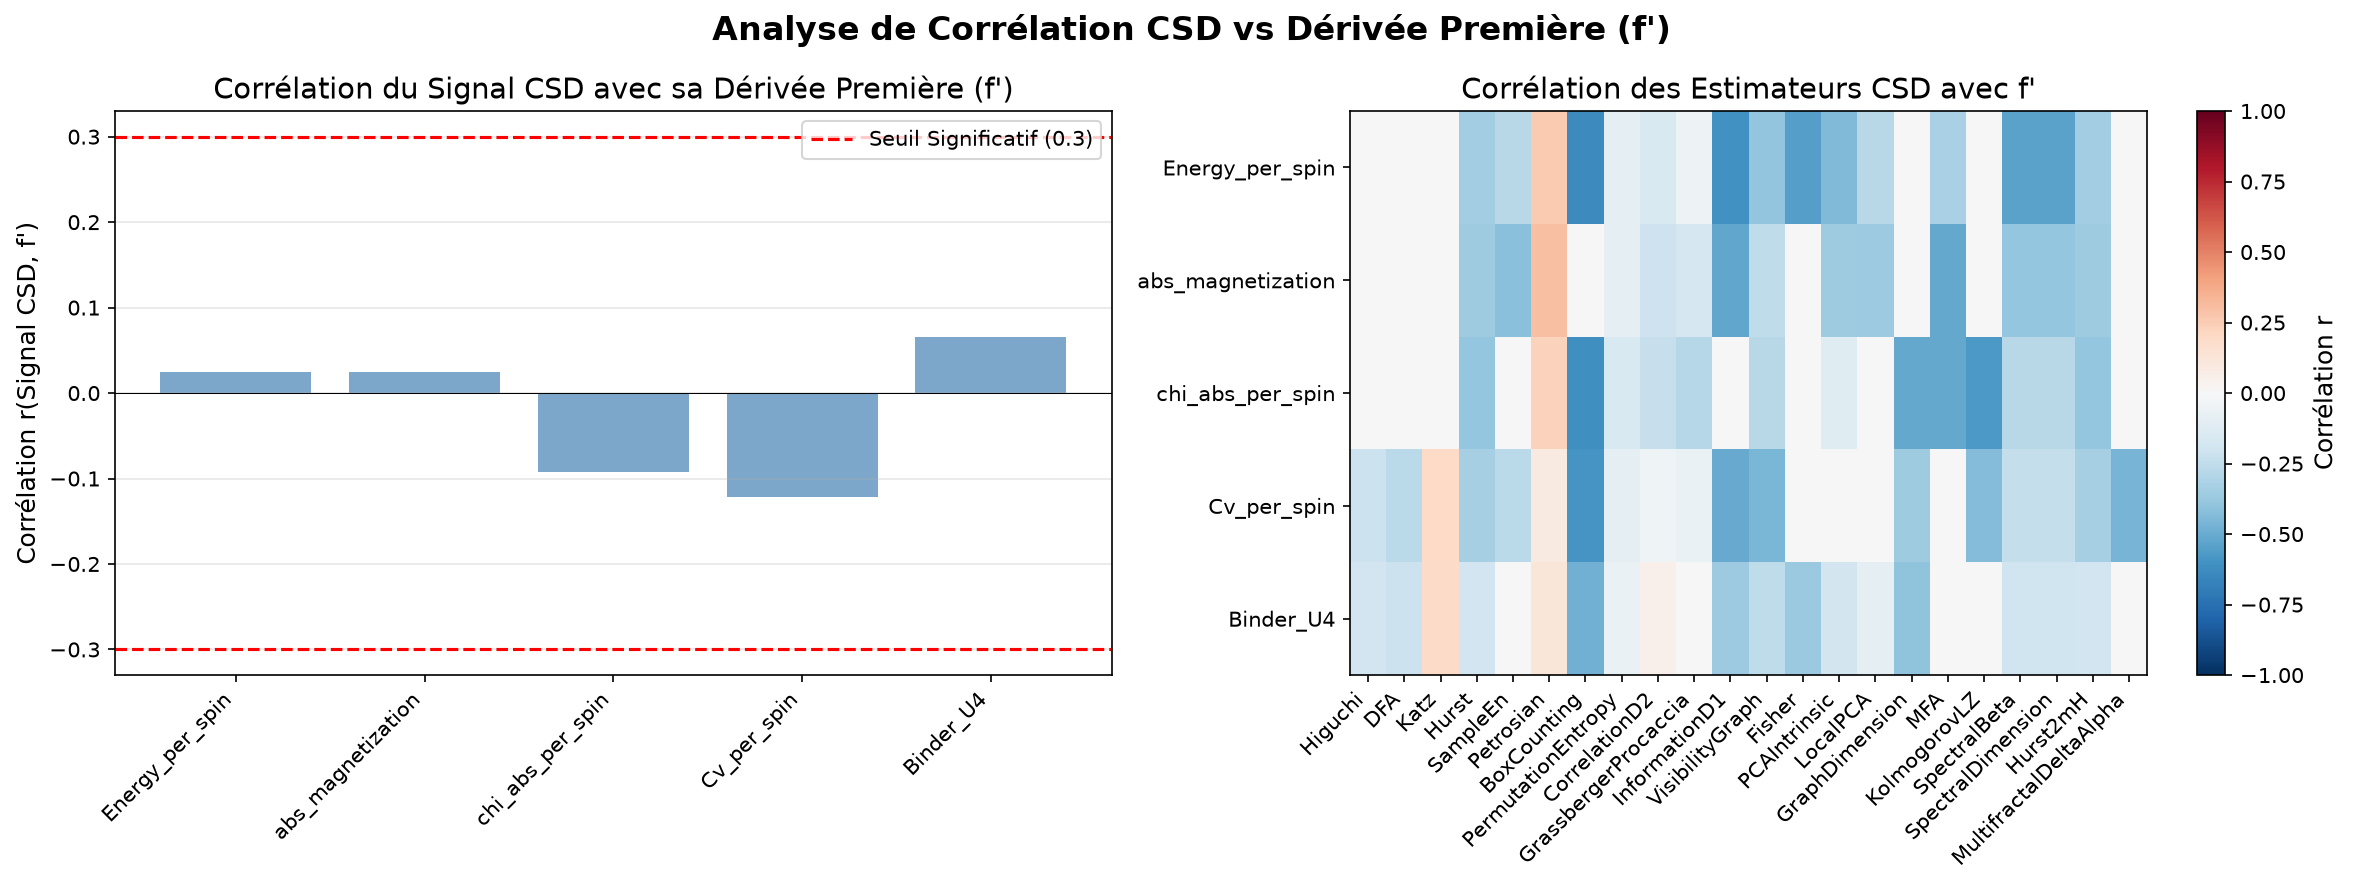 Analyse de Corrélation CSD vs Dérivée Première (f')
Corrélation du Signal CSD avec sa Dérivée Première (f')
Corrélation r(Signal CSD, f')
0.3
0.2
0.1
0.0
−0.1
−0.2
−0.3
Seuil Significatif (0.3)
Energy_per_spin
abs_magnetization
chi_abs_per_spin
Cv_per_spin
Binder_U4
Corrélation des Estimateurs CSD avec f'
Energy_per_spin
abs_magnetization
chi_abs_per_spin
Cv_per_spin
Binder_U4
Higuchi
DFA
Katz
Hurst
SampleEn
Petrosian
BoxCounting
PermutationEntropy
CorrelationD2
GrassbergerProcaccia
InformationD1
VisibilityGraph
Fisher
PCAIntrinsic
LocalPCA
GraphDimension
MFA
KolmogorovLZ
SpectralBeta
SpectralDimension
Hurst2mH
MultifractalDeltaAlpha
1.00
0.75
0.50
0.25
0.00
−0.25
−0.50
−0.75
−1.00
Corrélation r